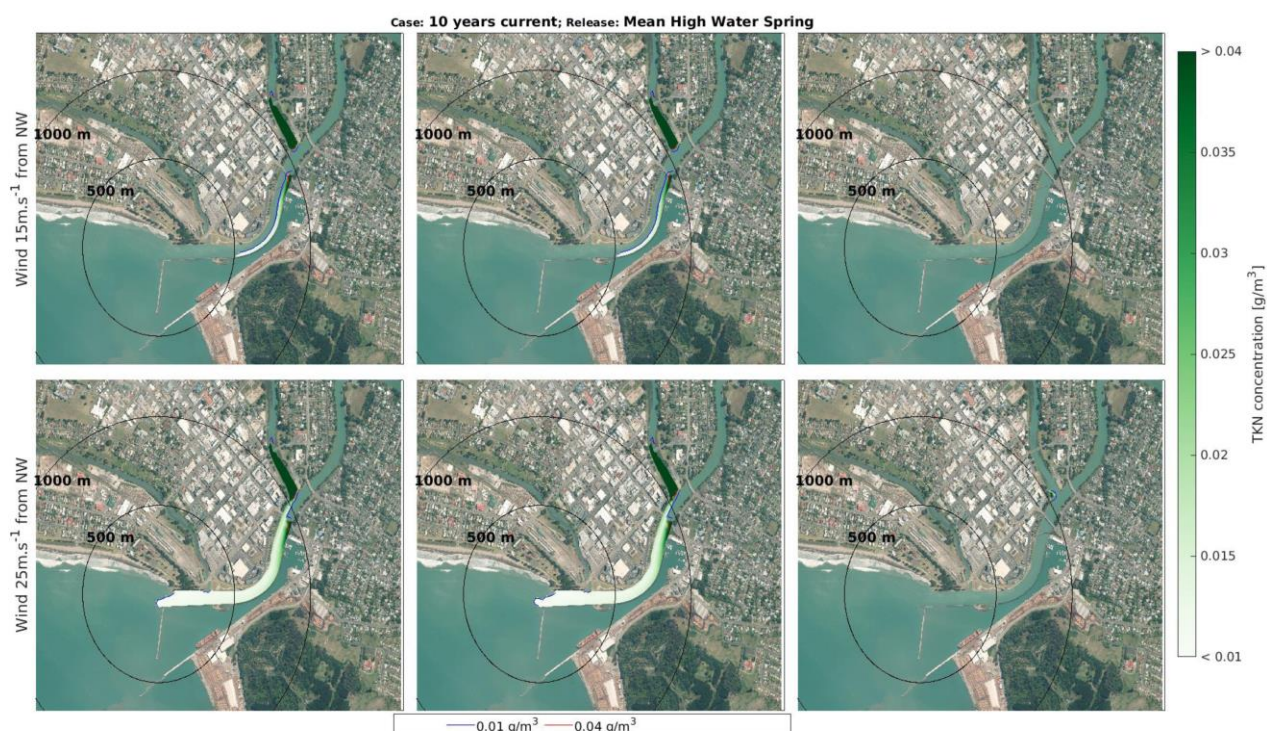 Case: 10 years current; Release: Mean High Water Spring
Wind 15m.s⁻¹ from NW
1000 m
500 m
1000 m
500 m
1000 m
500 m
Wind 25m.s⁻¹ from NW
1000 m
500 m
1000 m
500 m
1000 m
500 m
> 0.04
0.035
0.03
0.025
0.02
0.015
< 0.01
TKN concentration [g/m³]
0.01 g/m³ 0.04 g/m³